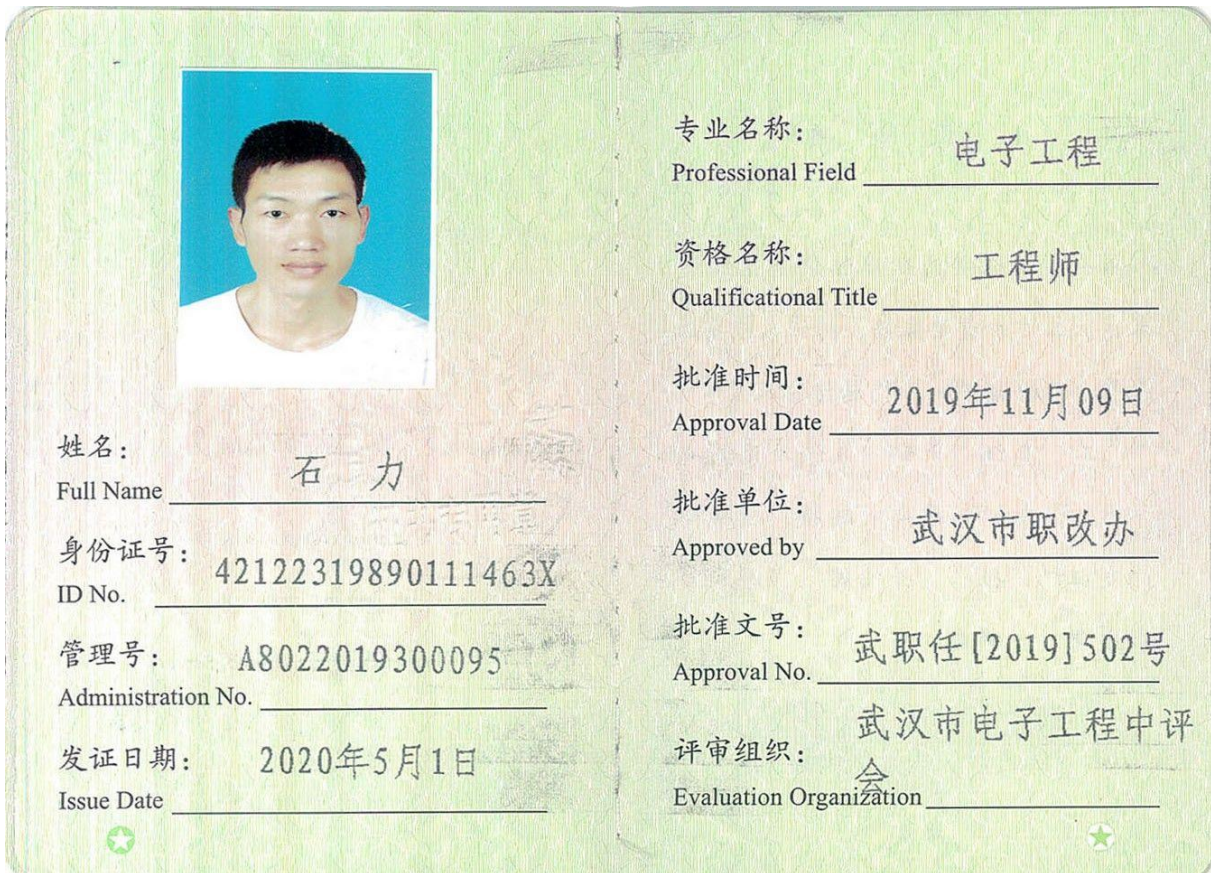 姓名：
Full Name 石 力
身份证号：
ID No. 42122319890111463X
管理号：
Administration No. A8022019300095
发证日期：
Issue Date 2020年5月1日
专业名称：
Professional Field 电子工程
资格名称：
Qualificational Title 工程师
批准时间：
Approval Date 2019年11月09日
批准单位：
Approved by 武汉市职改办
批准文号：
Approval No. 武职任[2019]502号
评审组织：
Evaluation Organization 武汉市电子工程中评
会